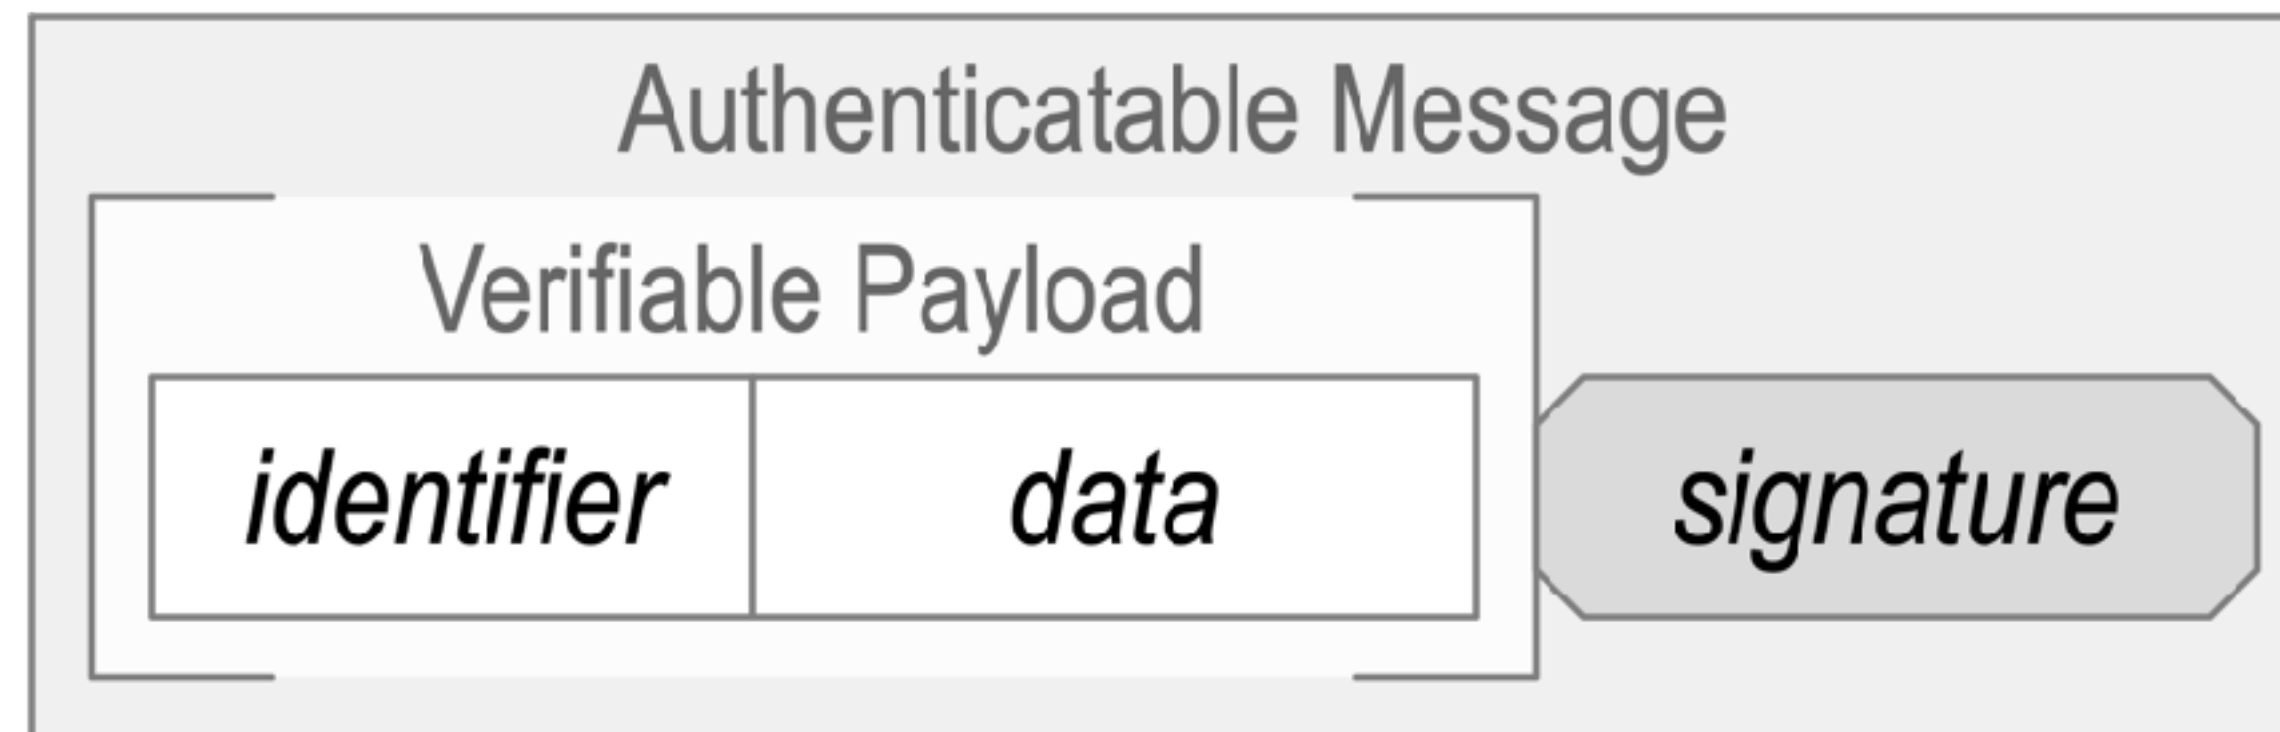 Authenticatable Message
Verifiable Payload
identifier data signature